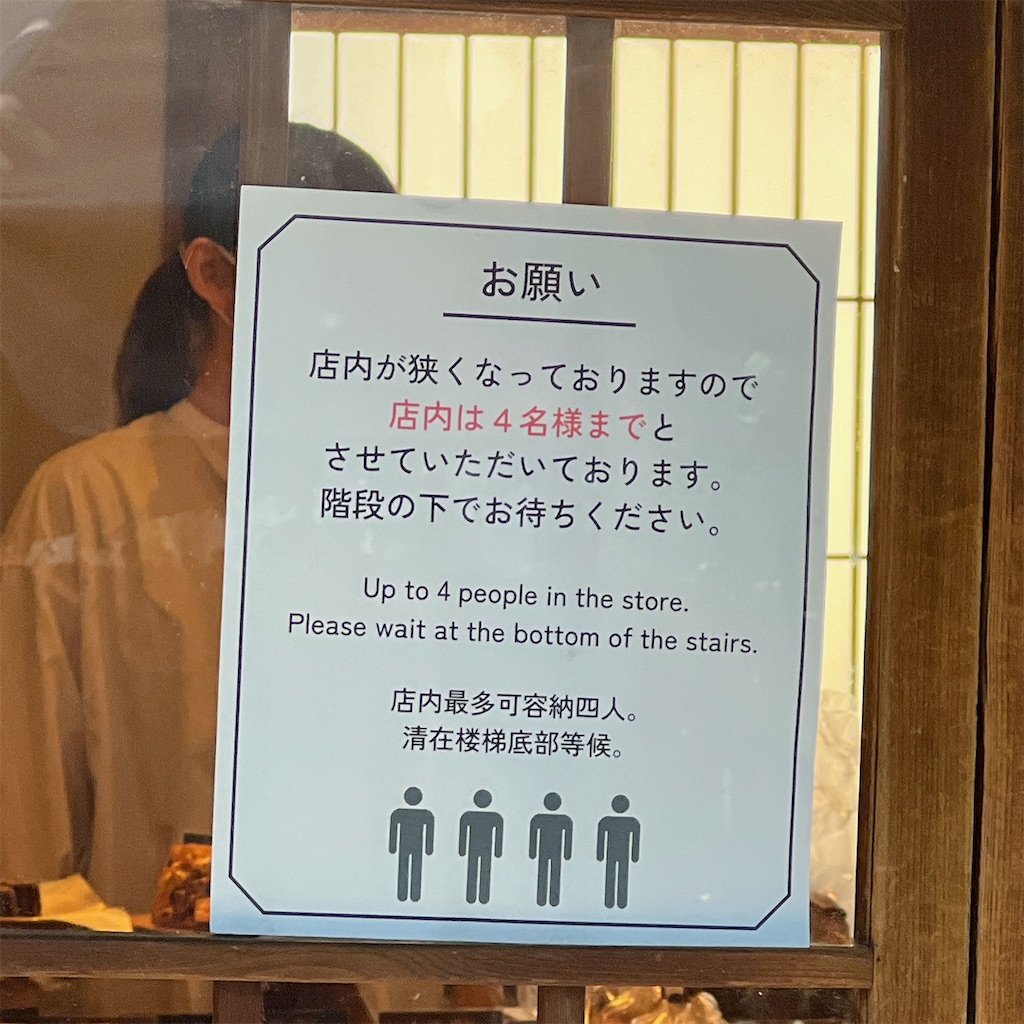 お願い
店内が狭くなっておりますので
店内は4名様までと
させていただいております。
階段の下でお待ちください。
Up to 4 people in the store.
Please wait at the bottom of the stairs.
店内最多可容納四人。
清在楼梯底部等候。